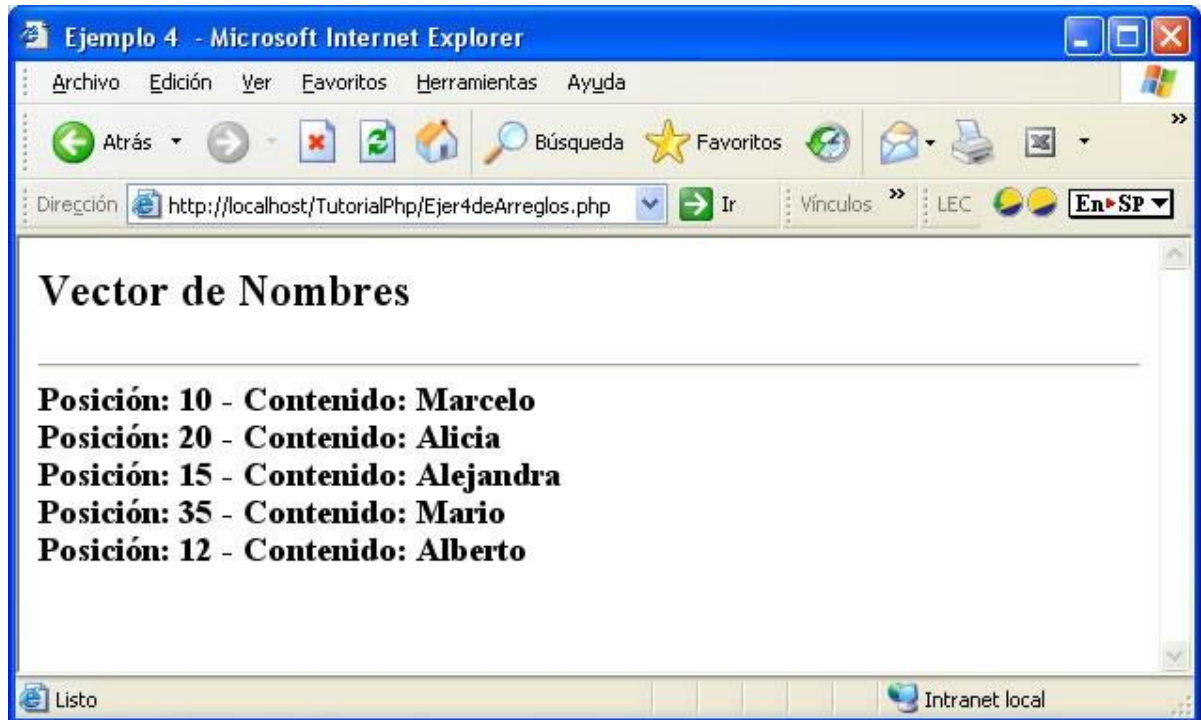 Ejemplo 4 - Microsoft Internet Explorer
Archivo Edición Ver Favoritos Herramientas Ayuda
Atrás Búsqueda Favoritos »
Dirección http://localhost/TutorialPhp/Ejer4deArreglos.php Ir Vínculos » LEC En▸SP
Vector de Nombres
Posición: 10 - Contenido: Marcelo
Posición: 20 - Contenido: Alicia
Posición: 15 - Contenido: Alejandra
Posición: 35 - Contenido: Mario
Posición: 12 - Contenido: Alberto
Listo Intranet local